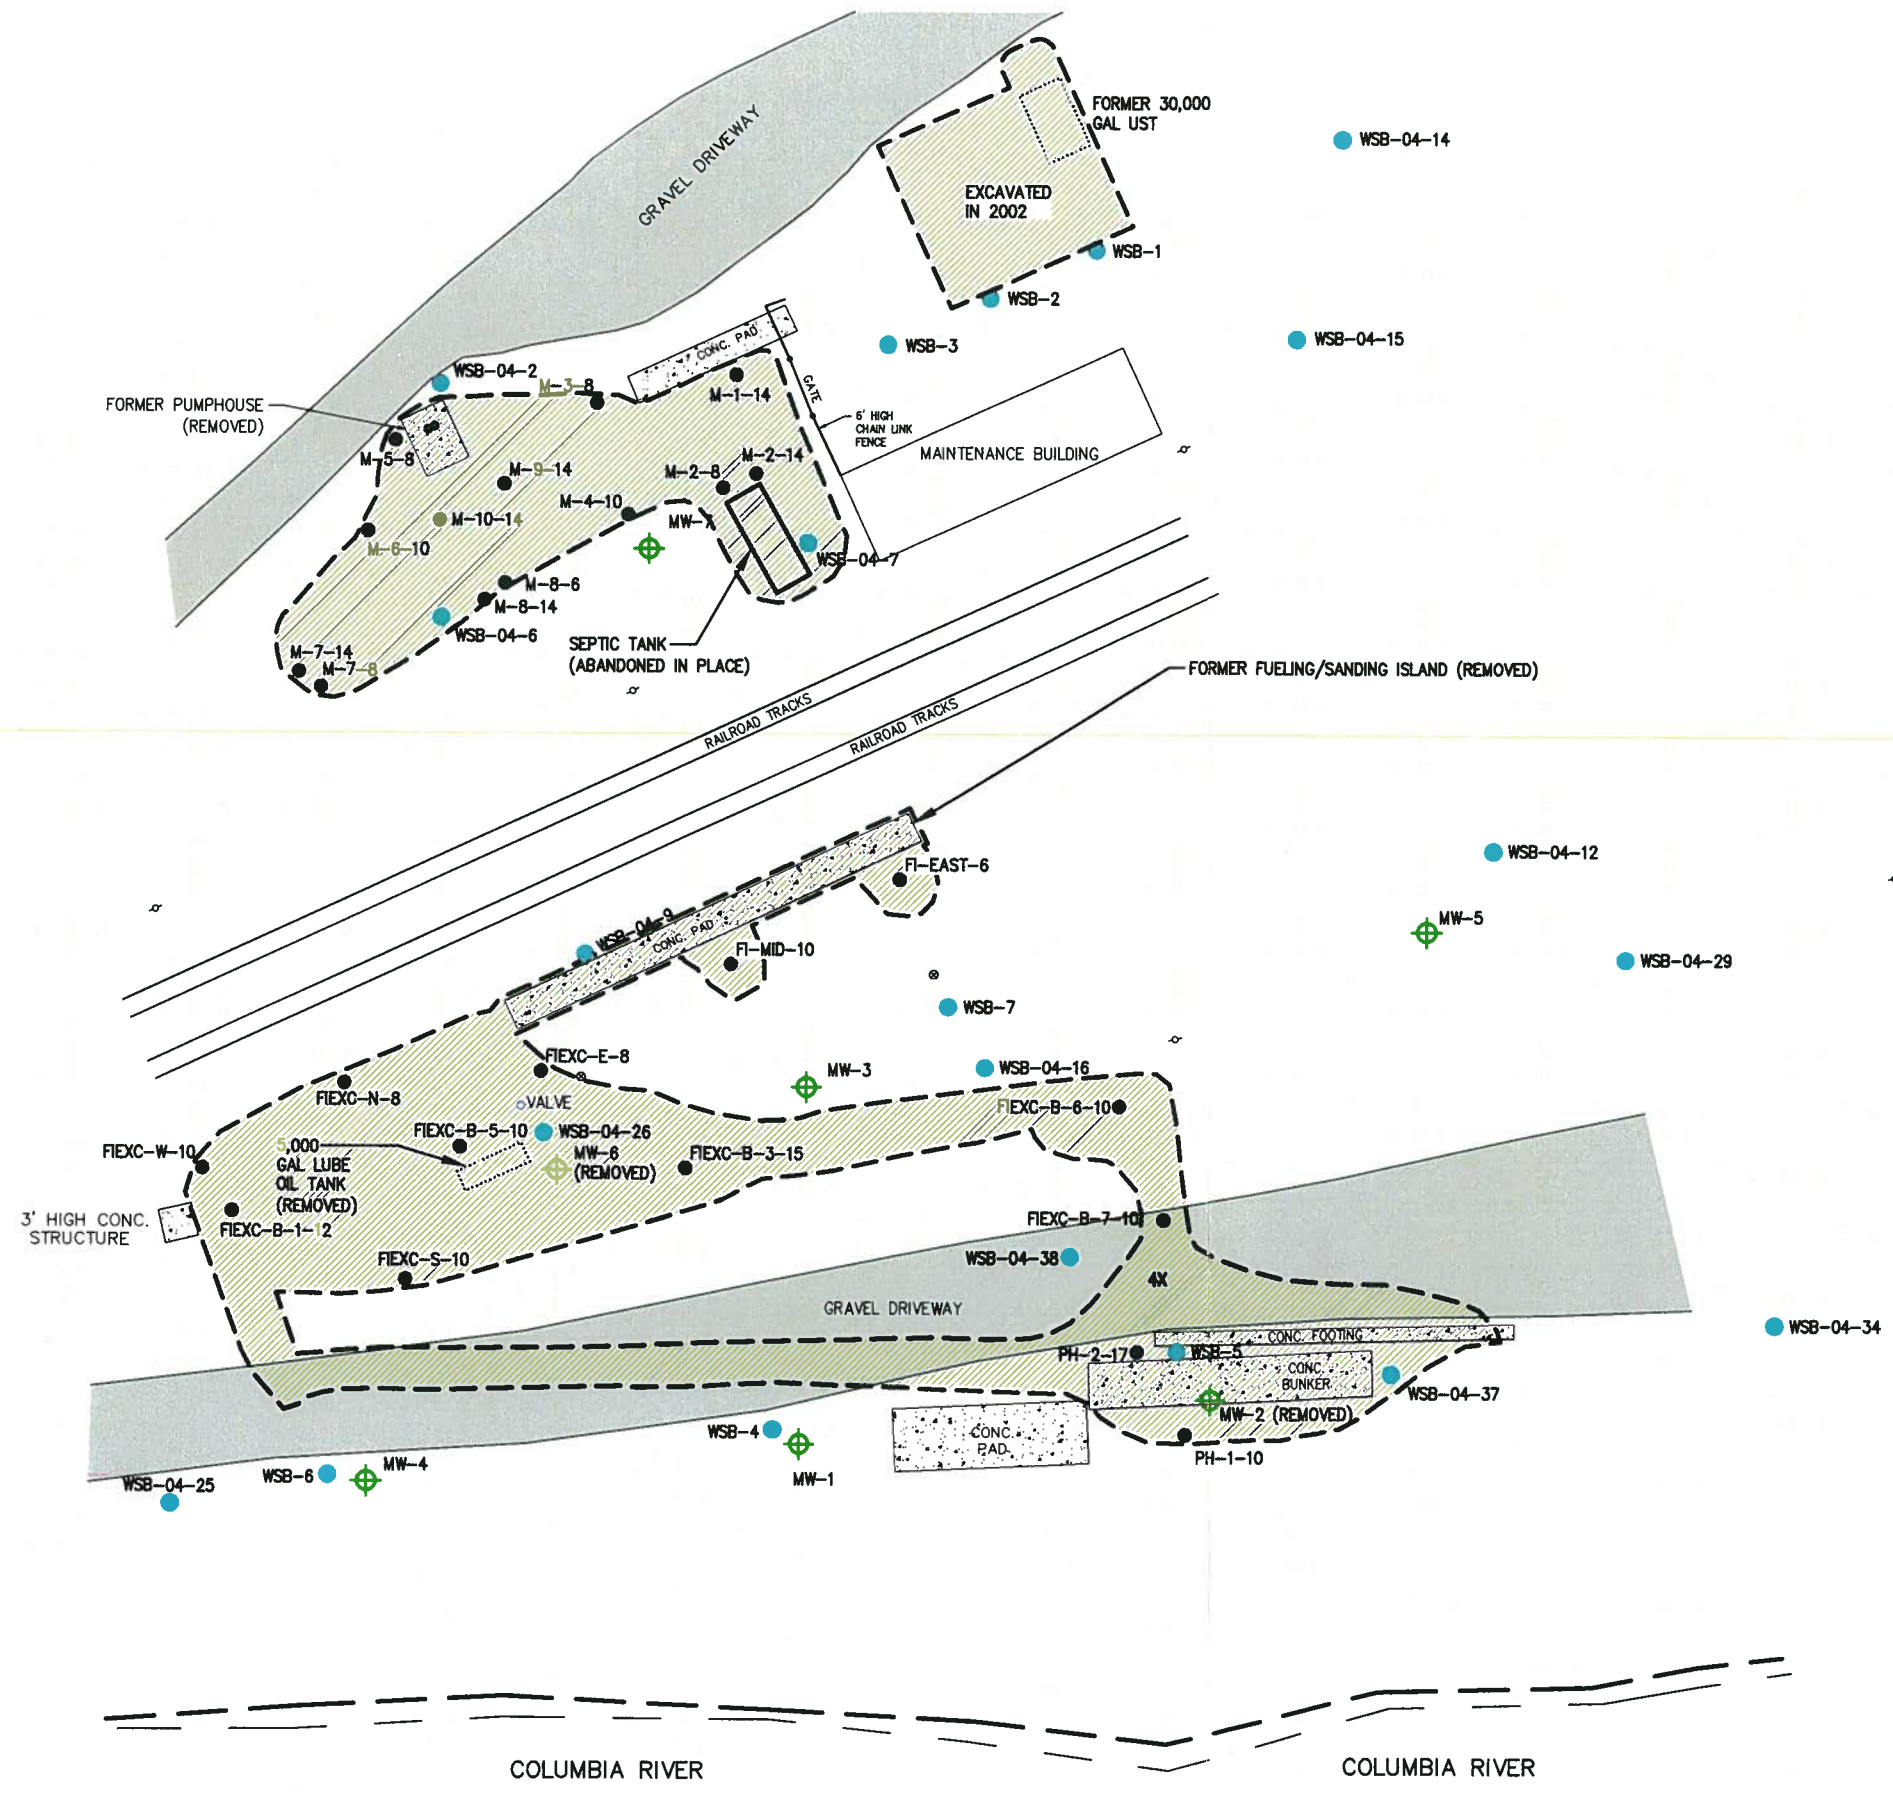 GRAVEL DRIVEWAY
FORMER 30,000
GAL UST
WSB-04-14
EXCAVATED
IN 2002
WSB-1
WSB-2
WSB-3
WSB-04-15
CONC. PAD
WSB-04-2
M-3-8
M-1-14
GATE
FORMER PUMPHOUSE
(REMOVED)
6' HIGH
CHAIN LINK
FENCE
MAINTENANCE BUILDING
M-5-8
M-9-14
M-2-14
M-2-8
M-4-10
M-10-14
MW-7
M-6-10
WSB-04-7
M-8-6
M-8-14
WSB-04-6
SEPTIC TANK
(ABANDONED IN PLACE)
M-7-14
M-7-8
FORMER FUELING/SANDING ISLAND (REMOVED)
RAILROAD TRACKS
RAILROAD TRACKS
WSB-04-12
FI-EAST-6
WSB-04-9
CONC. PAD
MW-5
FI-MID-10
WSB-04-29
WSB-7
FIEXC-E-8
WSB-04-16
MW-3
FIEXC-N-8
VALVE
FIEXC-B-6-10
FIEXC-B-5-10
WSB-04-26
FIEXC-W-10
5,000
GAL LUBE
OIL TANK
(REMOVED)
MW-6
(REMOVED)
FIEXC-B-3-15
3' HIGH CONC.
STRUCTURE
FIEXC-B-1-12
FIEXC-B-7-10
FIEXC-S-10
WSB-04-38
4X
GRAVEL DRIVEWAY
WSB-04-34
CONC. FOOTING
PH-2-17
WSB-5
CONC.
BUNKER
WSB-04-37
MW-2 (REMOVED)
WSB-4
CONC.
PAD
PH-1-10
MW-1
MW-4
WSB-6
WSB-04-25
COLUMBIA RIVER
COLUMBIA RIVER